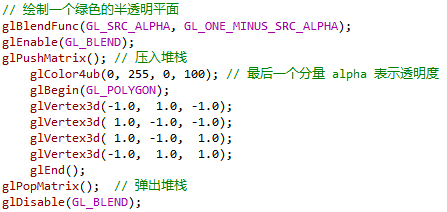 // 绘制一个绿色的半透明平面
glBlendFunc(GL_SRC_ALPHA, GL_ONE_MINUS_SRC_ALPHA);
glEnable(GL_BLEND);
glPushMatrix(); // 压入堆栈
    glColor4ub(0, 255, 0, 100); // 最后一个分量 alpha 表示透明度
    glBegin(GL_POLYGON);
    glVertex3d(-1.0,  1.0, -1.0);
    glVertex3d( 1.0, -1.0, -1.0);
    glVertex3d( 1.0, -1.0,  1.0);
    glVertex3d(-1.0,  1.0,  1.0);
    glEnd();
glPopMatrix();  // 弹出堆栈
glDisable(GL_BLEND);